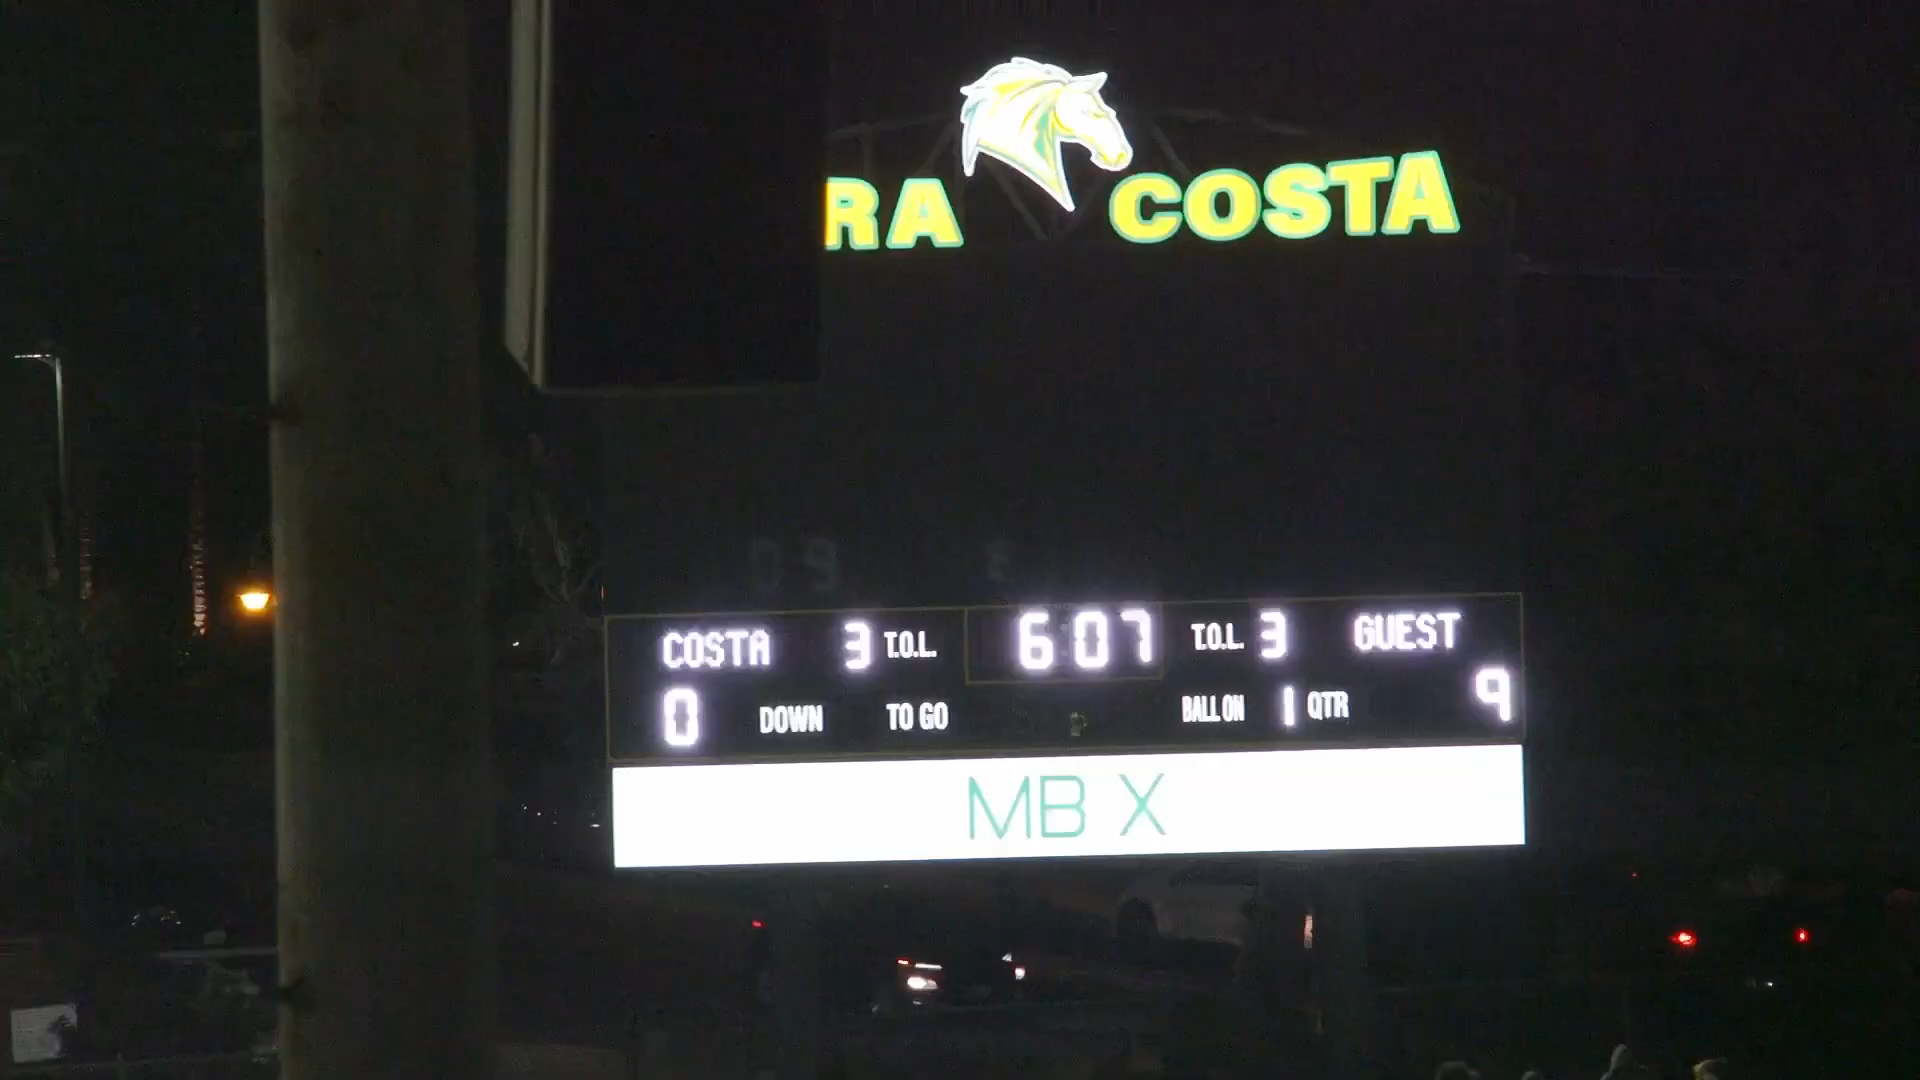 RA COSTA
COSTA 3 T.O.L. 6 07 T.O.L. 3 GUEST
0 DOWN TO GO BALL ON 1 QTR 9
MB X